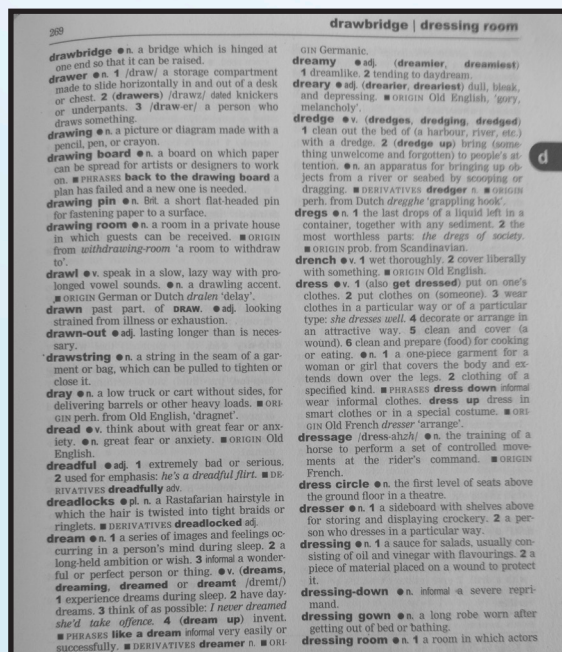 269
drawbridge | dressing room
drawbridge ●n. a bridge which is hinged at
one end so that it can be raised.
drawer ●n. 1 /draw/ a storage compartment
made to slide horizontally in and out of a desk
or chest. 2 (drawers) /drawz/ dated knickers
or underpants. 3 /draw-er/ a person who
draws something.
drawing ●n. a picture or diagram made with a
pencil, pen, or crayon.
drawing board ●n. a board on which paper
can be spread for artists or designers to work
on. ■ PHRASES back to the drawing board a
plan has failed and a new one is needed.
drawing pin ●n. Brit. a short flat-headed pin
for fastening paper to a surface.
drawing room ●n. a room in a private house
in which guests can be received. ■ ORIGIN
from withdrawing-room ‘a room to withdraw
to’.
drawl ●v. speak in a slow, lazy way with pro-
longed vowel sounds. ●n. a drawling accent.
■ ORIGIN German or Dutch dralen ‘delay’.
drawn past part. of DRAW. ●adj. looking
strained from illness or exhaustion.
drawn-out ●adj. lasting longer than is neces-
sary.
drawstring ●n. a string in the seam of a gar-
ment or bag, which can be pulled to tighten or
close it.
dray ●n. a low truck or cart without sides, for
delivering barrels or other heavy loads. ■ ORI-
GIN perh. from Old English, ‘dragnet’.
dread ●v. think about with great fear or anx-
iety. ●n. great fear or anxiety. ■ ORIGIN Old
English.
dreadful ●adj. 1 extremely bad or serious.
2 used for emphasis: he's a dreadful flirt. ■ DE-
RIVATIVES dreadfully adv.
dreadlocks ●pl. n. a Rastafarian hairstyle in
which the hair is twisted into tight braids or
ringlets. ■ DERIVATIVES dreadlocked adj.
dream ●n. 1 a series of images and feelings oc-
curring in a person's mind during sleep. 2 a
long-held ambition or wish. 3 informal a wonder-
ful or perfect person or thing. ●v. (dreams,
dreaming, dreamed or dreamt /dremt/)
1 experience dreams during sleep. 2 have day-
dreams. 3 think of as possible: I never dreamed
she'd take offence. 4 (dream up) invent.
■ PHRASES like a dream informal very easily or
successfully. ■ DERIVATIVES dreamer n. ■ ORI-
GIN Germanic.
dreamy ●adj. (dreamier, dreamiest)
1 dreamlike. 2 tending to daydream.
dreary ●adj. (drearier, dreariest) dull, bleak,
and depressing. ■ ORIGIN Old English, ‘gory,
melancholy’.
dredge ●v. (dredges, dredging, dredged)
1 clean out the bed of (a harbour, river, etc.)
with a dredge. 2 (dredge up) bring (some-
thing unwelcome and forgotten) to people's at-
tention. ●n. an apparatus for bringing up ob-
jects from a river or seabed by scooping or
dragging. ■ DERIVATIVES dredger n. ■ ORIGIN
perh. from Dutch dregghe ‘grappling hook’.
dregs ●n. 1 the last drops of a liquid left in a
container, together with any sediment. 2 the
most worthless parts: the dregs of society.
■ ORIGIN prob. from Scandinavian.
drench ●v. 1 wet thoroughly. 2 cover liberally
with something. ■ ORIGIN Old English.
dress ●v. 1 (also get dressed) put on one's
clothes. 2 put clothes on (someone). 3 wear
clothes in a particular way or of a particular
type: she dresses well. 4 decorate or arrange in
an attractive way. 5 clean and cover (a
wound). 6 clean and prepare (food) for cooking
or eating. ●n. 1 a one-piece garment for a
woman or girl that covers the body and ex-
tends down over the legs. 2 clothing of a
specified kind. ■ PHRASES dress down informal
wear informal clothes. dress up dress in
smart clothes or in a special costume. ■ ORI-
GIN Old French dresser ‘arrange’.
dressage /dress-ahzh/ ●n. the training of a
horse to perform a set of controlled move-
ments at the rider's command. ■ ORIGIN
French.
dress circle ●n. the first level of seats above
the ground floor in a theatre.
dresser ●n. 1 a sideboard with shelves above
for storing and displaying crockery. 2 a per-
son who dresses in a particular way.
dressing ●n. 1 a sauce for salads, usually con-
sisting of oil and vinegar with flavourings. 2 a
piece of material placed on a wound to protect
it.
dressing-down ●n. informal a severe repri-
mand.
dressing gown ●n. a long robe worn after
getting out of bed or bathing.
dressing room ●n. 1 a room in which actors
d